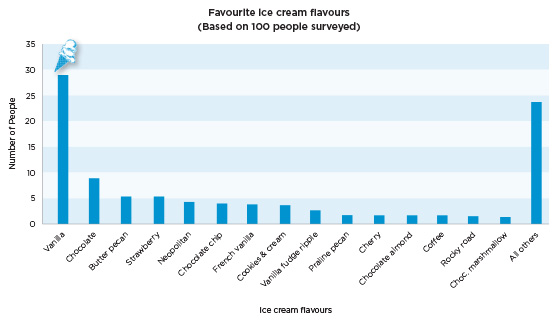 Favourite ice cream flavours
(Based on 100 people surveyed)
Number of People
35
30
25
20
15
10
5
0
Vanilla
Chocolate
Butter pecan
Strawberry
Neopolitan
Chocolate chip
French vanilla
Cookies & cream
Vanilla fudge ripple
Praline pecan
Cherry
Chocolate almond
Coffee
Rocky road
Choc. marshmallow
All others
Ice cream flavours